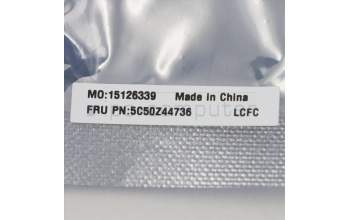 MO:15126339 Made in China
FRU PN:5C50Z44736 LCFC